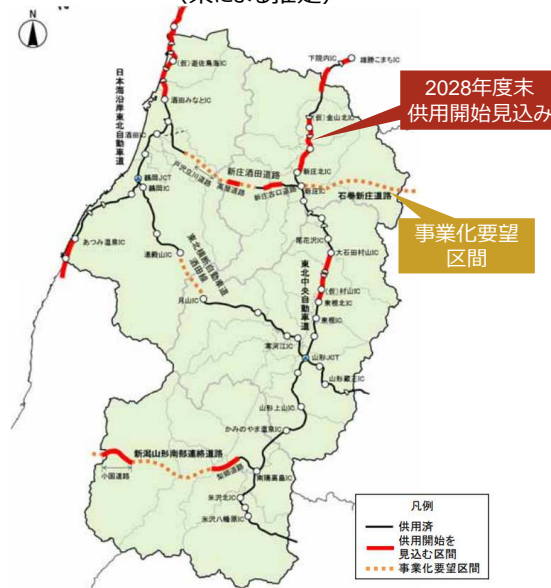 (県による推定)
N
(仮)遊佐鳥海IC
下院内IC
雄勝こまちIC
日本海沿岸東北自動車道
酒田みなとIC
2028年度末
供用開始見込み
(仮)金山北IC
酒田IC
新庄酒田道路
新庄北IC
戸沢立川道路
高屋道路
新庄古口道路
新庄IC
石巻新庄道路
鶴岡JCT
鶴岡IC
事業化要望
区間
尾花沢IC
あつみ温泉IC
東北横断自動車道
酒田線
大石田村山IC
湯殿山IC
(仮)村山IC
月山IC
東北中央自動車道
東根北IC
東根IC
寒河江IC
山形JCT
山形蔵王IC
山形上山IC
かみのやま温泉IC
新潟山形南部連絡道路
梨郷道路
小国道路
南陽高畠IC
米沢北IC
米沢八幡原IC
凡例
供用済
供用開始を
見込む区間
事業化要望区間